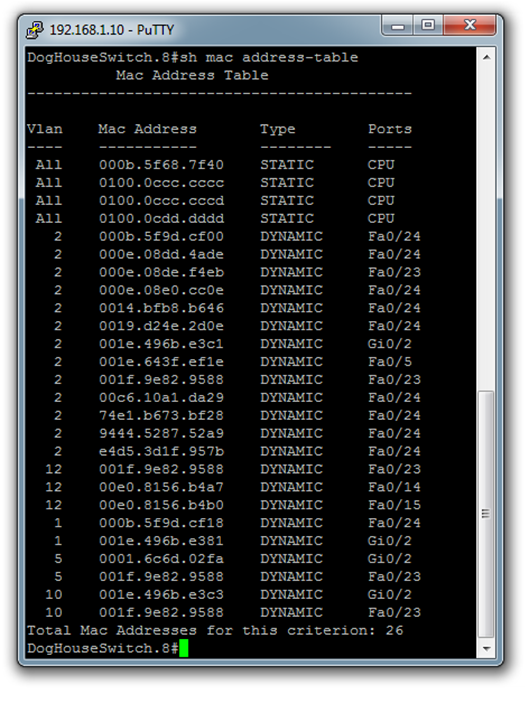 192.168.1.10 - PuTTY
DogHouseSwitch.8#sh mac address-table
Mac Address Table
-------------------------------------------
Vlan    Mac Address       Type        Ports
----    -----------       --------    -----
All    000b.5f68.7f40    STATIC      CPU
All    0100.0ccc.cccc    STATIC      CPU
All    0100.0ccc.cccd    STATIC      CPU
All    0100.0cdd.dddd    STATIC      CPU
2    000b.5f9d.cf00    DYNAMIC     Fa0/24
2    000e.08dd.4ade    DYNAMIC     Fa0/24
2    000e.08de.f4eb    DYNAMIC     Fa0/23
2    000e.08e0.cc0e    DYNAMIC     Fa0/24
2    0014.bfb8.b646    DYNAMIC     Fa0/24
2    0019.d24e.2d0e    DYNAMIC     Fa0/24
2    001e.496b.e3c1    DYNAMIC     Gi0/2
2    001e.643f.ef1e    DYNAMIC     Fa0/5
2    001f.9e82.9588    DYNAMIC     Fa0/23
2    00c6.10a1.da29    DYNAMIC     Fa0/24
2    74e1.b673.bf28    DYNAMIC     Fa0/24
2    9444.5287.52a9    DYNAMIC     Fa0/24
2    e4d5.3d1f.957b    DYNAMIC     Fa0/24
12    001f.9e82.9588    DYNAMIC     Fa0/23
12    00e0.8156.b4a7    DYNAMIC     Fa0/14
12    00e0.8156.b4b0    DYNAMIC     Fa0/15
1    000b.5f9d.cf18    DYNAMIC     Fa0/24
1    001e.496b.e381    DYNAMIC     Gi0/2
5    0001.6c6d.02fa    DYNAMIC     Gi0/2
5    001f.9e82.9588    DYNAMIC     Fa0/23
10    001e.496b.e3c3    DYNAMIC     Gi0/2
10    001f.9e82.9588    DYNAMIC     Fa0/23
Total Mac Addresses for this criterion: 26
DogHouseSwitch.8#